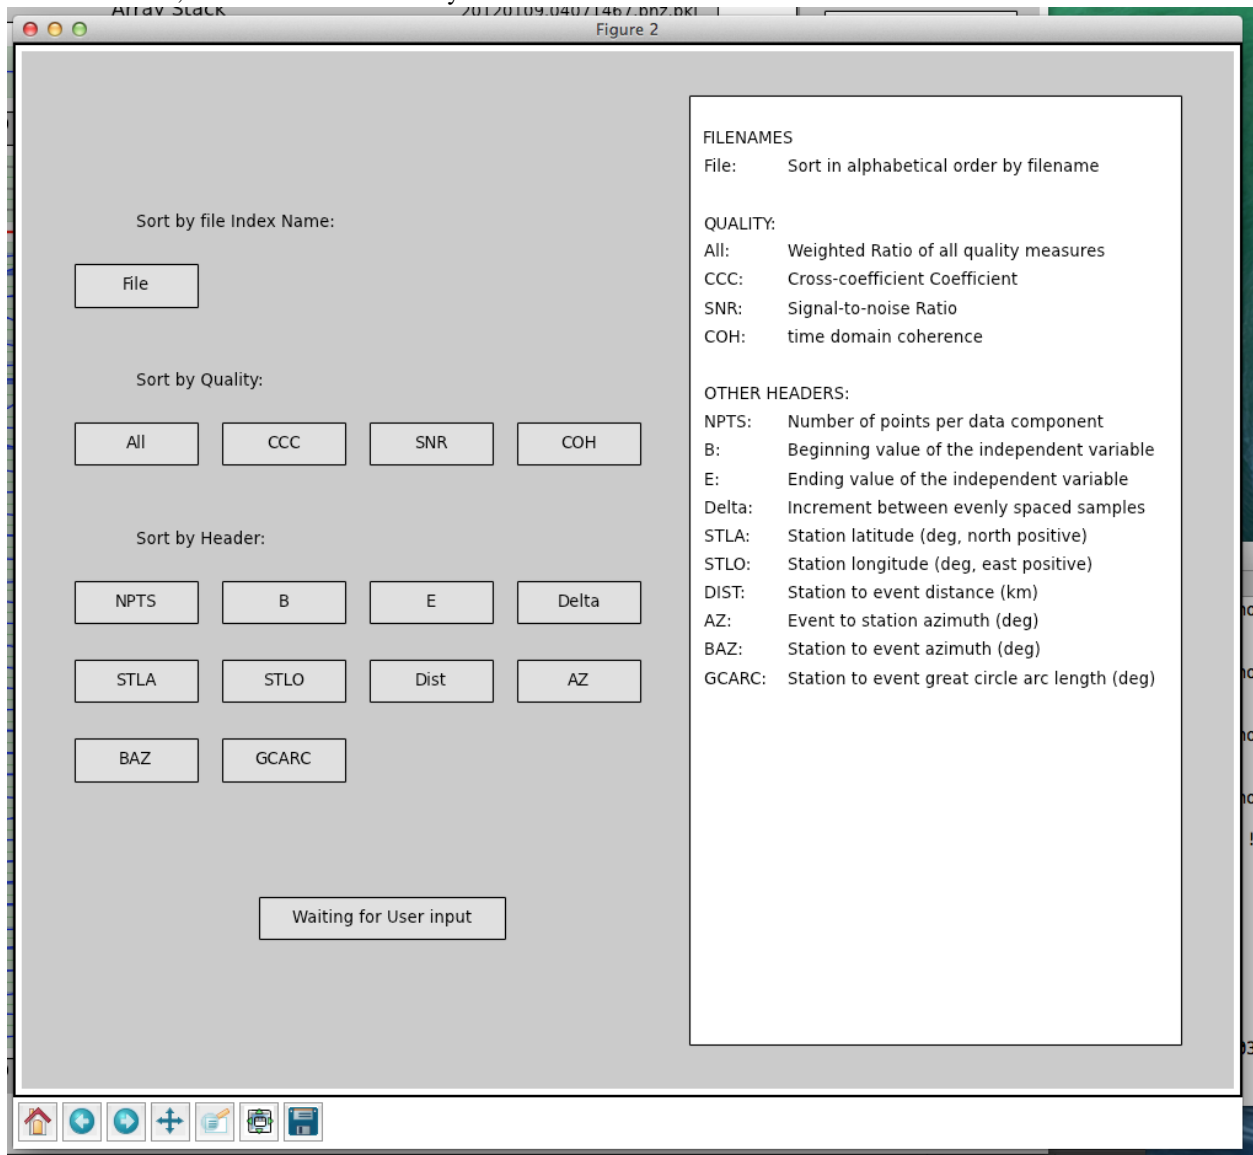 Array Stack
20120109.04071467.bhz.pkl
Figure 2
Sort by file Index Name:
File
Sort by Quality:
All CCC SNR COH
Sort by Header:
NPTS B E Delta
STLA STLO Dist AZ
BAZ GCARC
Waiting for User input
FILENAMES
File: Sort in alphabetical order by filename
QUALITY:
All: Weighted Ratio of all quality measures
CCC: Cross-coefficient Coefficient
SNR: Signal-to-noise Ratio
COH: time domain coherence
OTHER HEADERS:
NPTS: Number of points per data component
B: Beginning value of the independent variable
E: Ending value of the independent variable
Delta: Increment between evenly spaced samples
STLA: Station latitude (deg, north positive)
STLO: Station longitude (deg, east positive)
DIST: Station to event distance (km)
AZ: Event to station azimuth (deg)
BAZ: Station to event azimuth (deg)
GCARC: Station to event great circle arc length (deg)